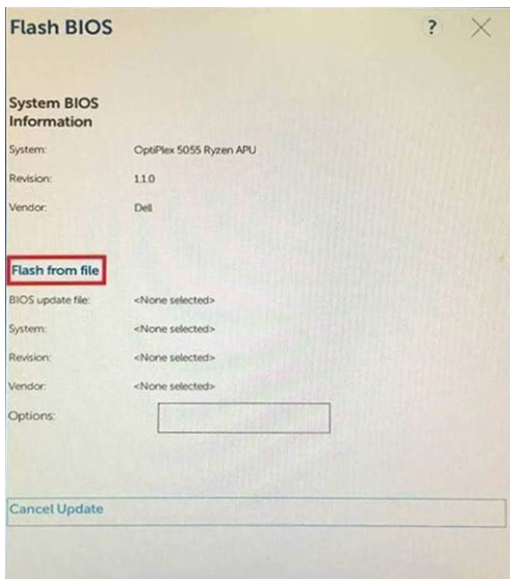 Flash BIOS
?
System BIOS
Information
System: OptiPlex 5055 Ryzen APU
Revision: 1.1.0
Vendor: Dell
Flash from file
BIOS update file: <None selected>
System: <None selected>
Revision: <None selected>
Vendor: <None selected>
Options:
Cancel Update